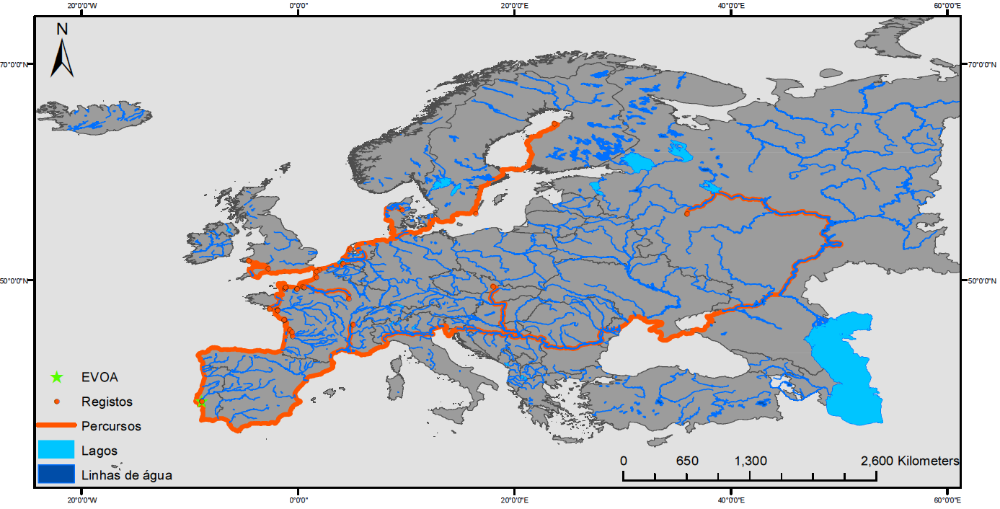 20°0'0"W 0°0'0" 20°0'0"E 40°0'0"E 60°0'0"E
N
70°0'0"N 70°0'0"N
50°0'0"N 50°0'0"N
EVOA
Registos
Percursos
Lagos
Linhas de água
0 650 1,300 2,600 Kilometers
20°0'0"W 0°0'0" 20°0'0"E 40°0'0"E 60°0'0"E